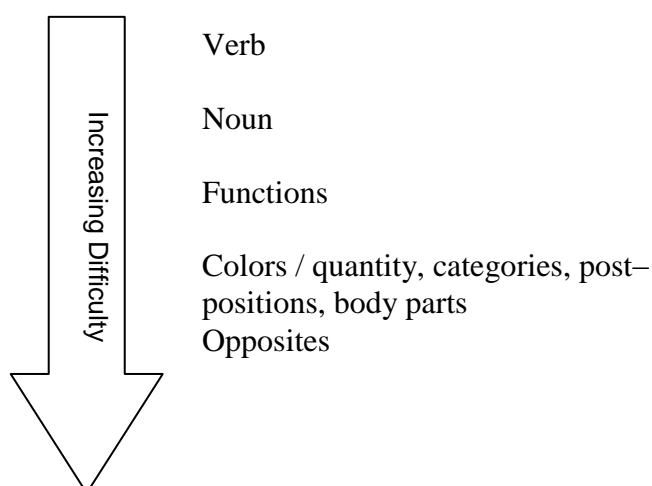 Increasing Difficulty
Verb
Noun
Functions
Colors / quantity, categories, post–
positions, body parts
Opposites